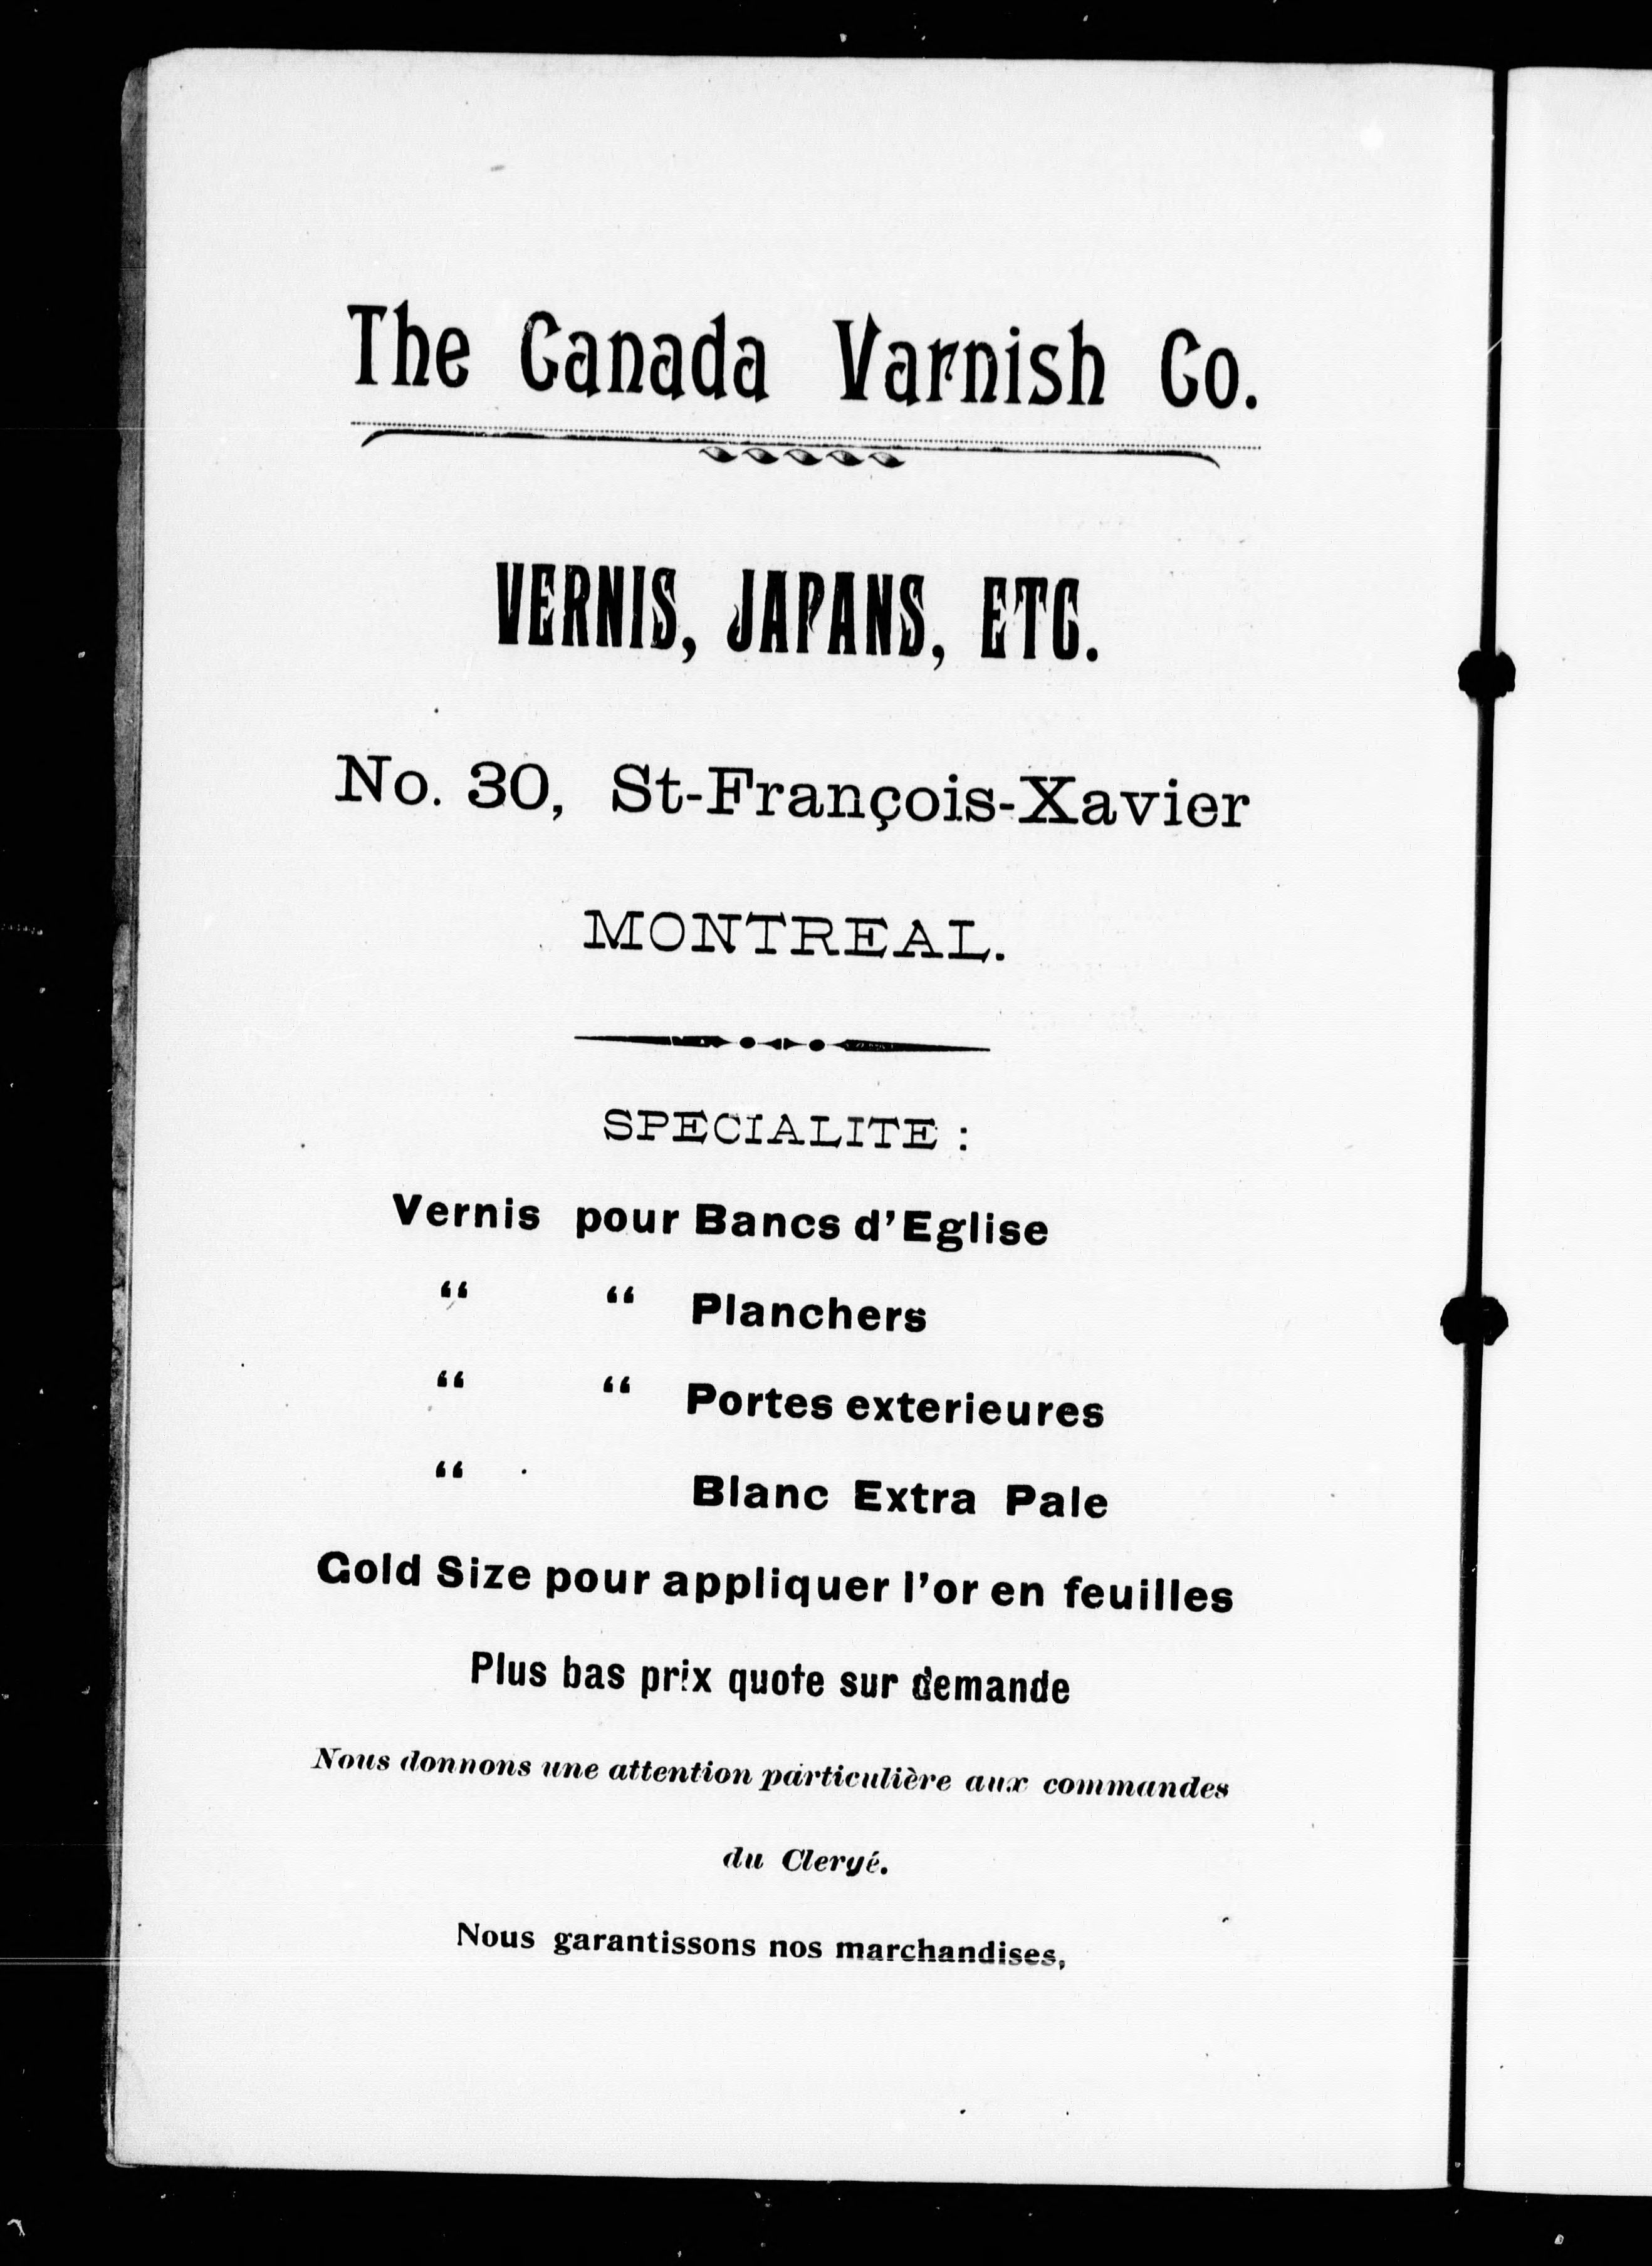 The Canada Varnish Co.
VERNIS, JAPANS, ETC.
No. 30, St-François-Xavier
MONTREAL.
SPECIALITE :
Vernis pour Bancs d'Eglise
“ “ Planchers
“ “ Portes exterieures
“ Blanc Extra Pale
Gold Size pour appliquer l'or en feuilles
Plus bas prix quote sur demande
Nous donnons une attention particulière aux commandes
du Clergé.
Nous garantissons nos marchandises,